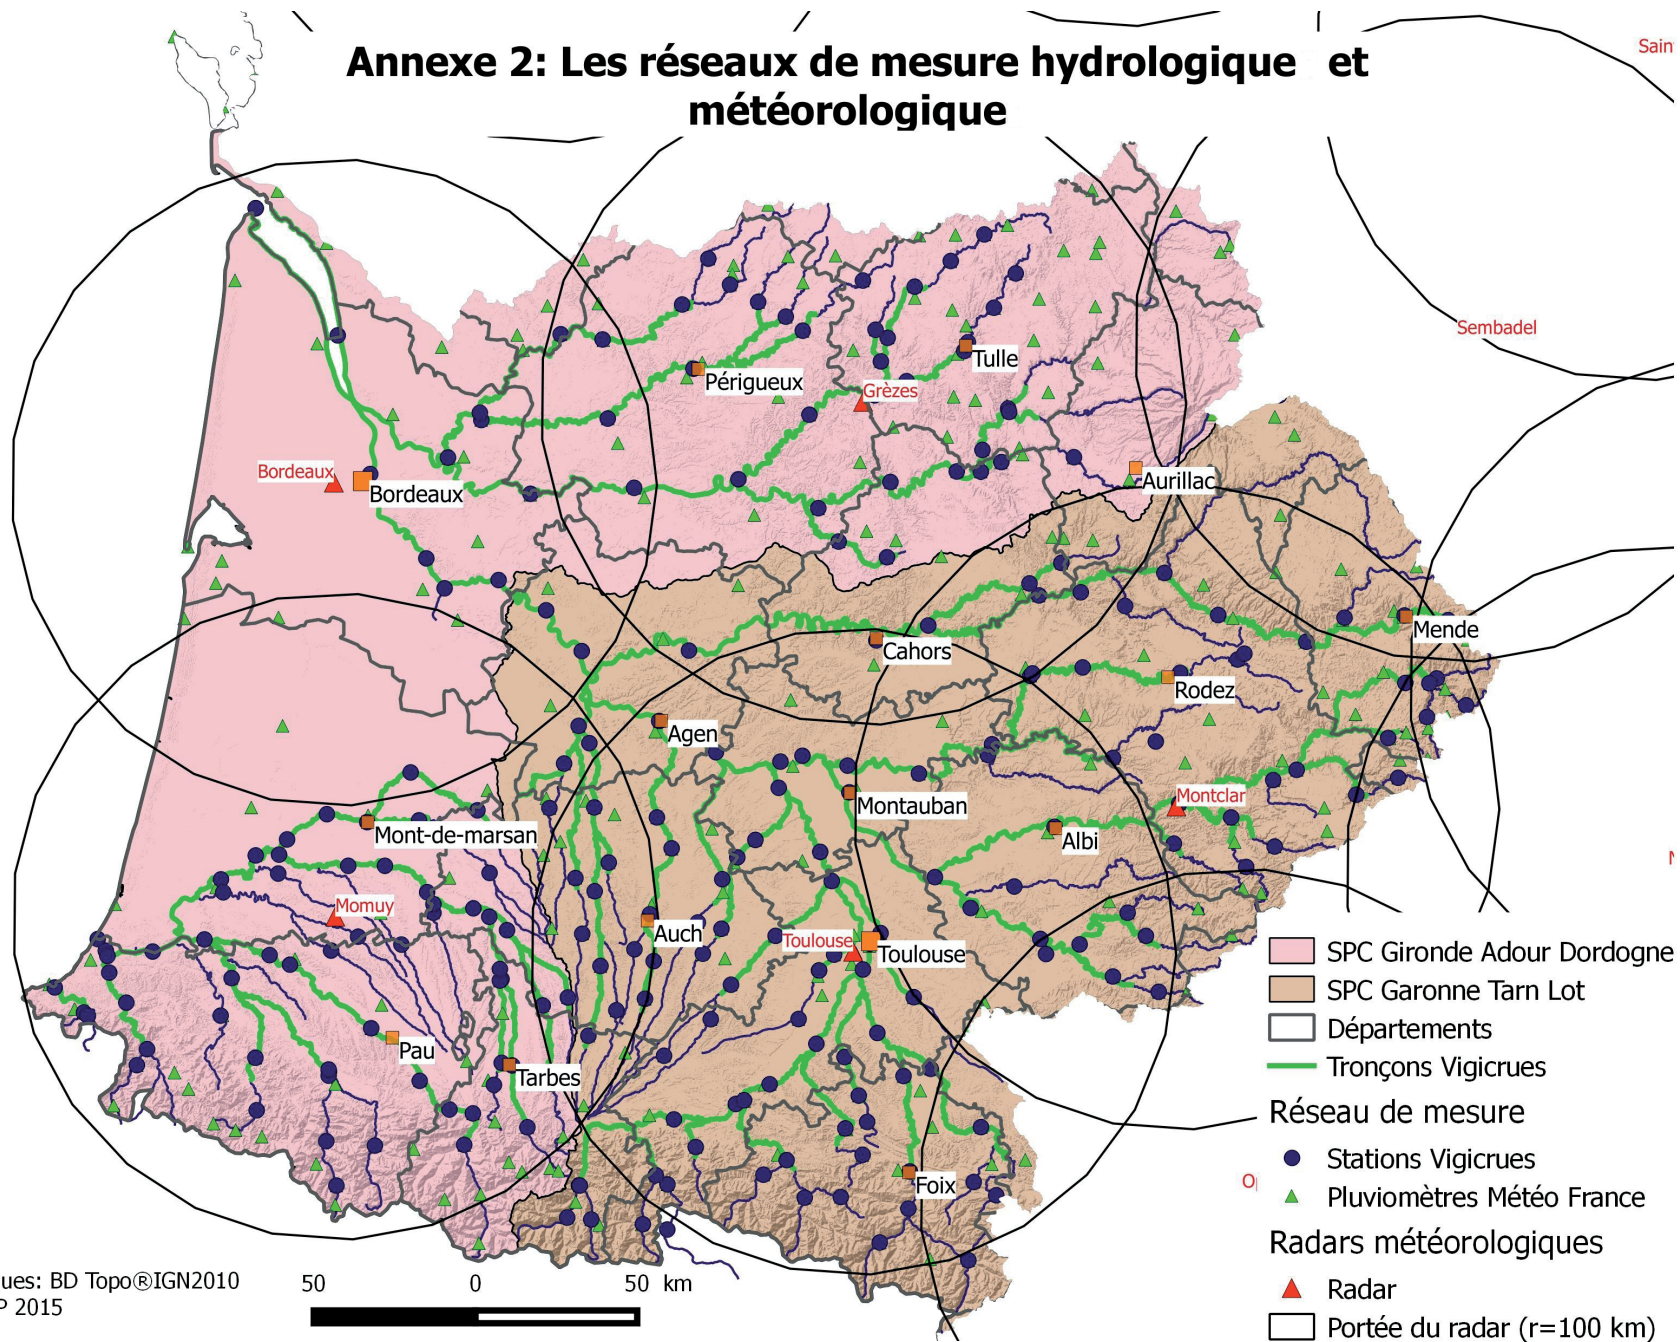 Annexe 2: Les réseaux de mesure hydrologique et
météorologique
Sembadel
Tulle
Périgueux
Grèzes
Bordeaux
Bordeaux
Aurillac
Mende
Cahors
Rodez
Agen
Montauban
Montclar
Mont-de-marsan
Albi
Momuy
Auch
Toulouse
Toulouse
Pau
Tarbes
Foix
SPC Gironde Adour Dordogne
SPC Garonne Tarn Lot
Départements
Tronçons Vigicrues
Réseau de mesure
Stations Vigicrues
Pluviomètres Météo France
Radars météorologiques
Radar
Portée du radar (r=100 km)
50 0 50 km
ues: BD Topo®IGN2010
P 2015